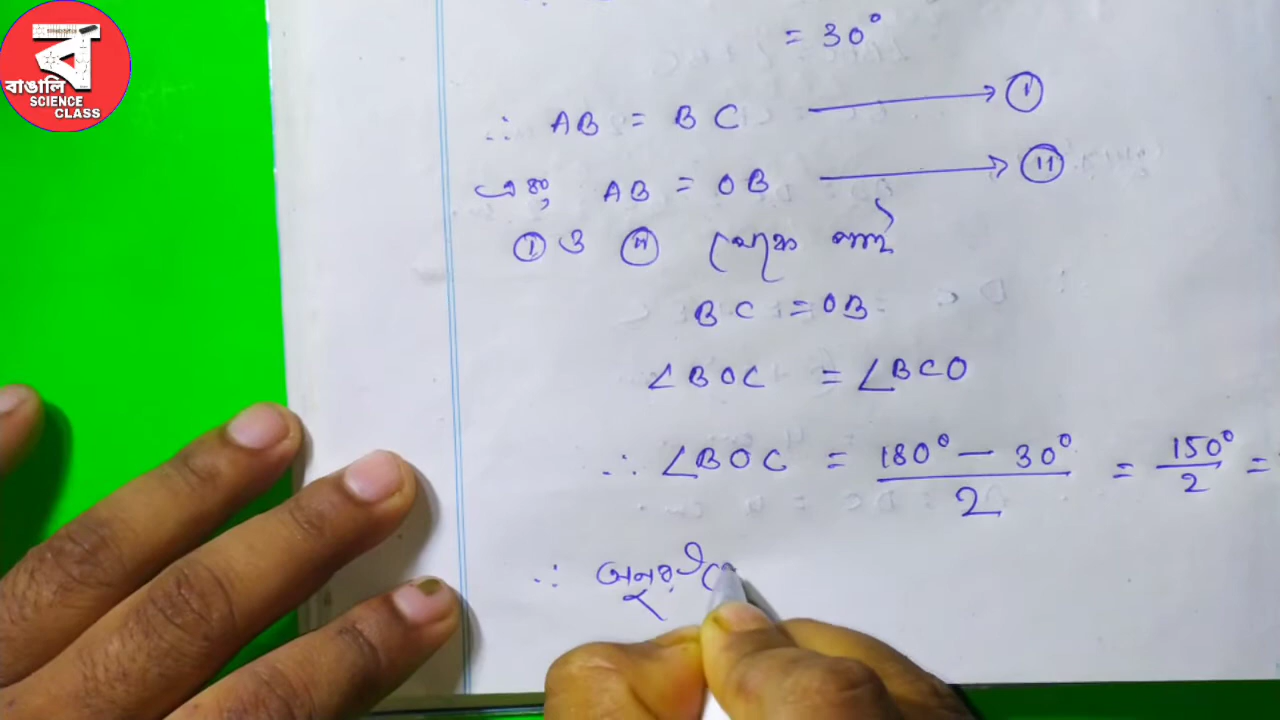 বাঙালি
SCIENCE
CLASS
= 30°
∴ AB = BC ⟶ (I)
এবং, AB = OB ⟶ (II)
(I) ও (II) থেকে পাই
BC = OB
∠BOC = ∠BCO
∴ ∠BOC = (180° — 30°)/2 = 150°/2 =
∴